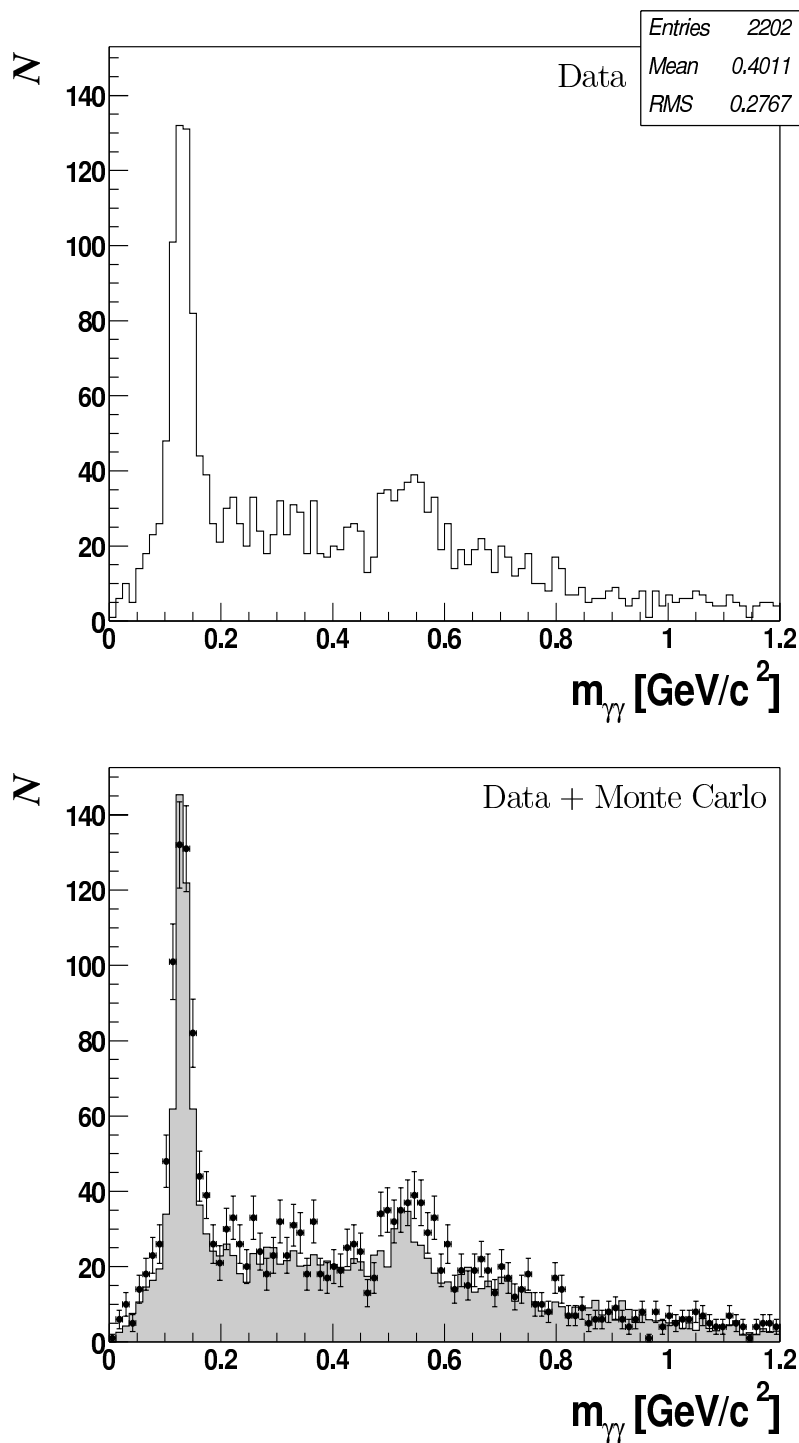 Entries 2202
Mean 0.4011
RMS 0.2767
Data
N
140
120
100
80
60
40
20
0
0 0.2 0.4 0.6 0.8 1 1.2
mγγ [GeV/c²]
Data + Monte Carlo
N
140
120
100
80
60
40
20
0
0 0.2 0.4 0.6 0.8 1 1.2
mγγ [GeV/c²]